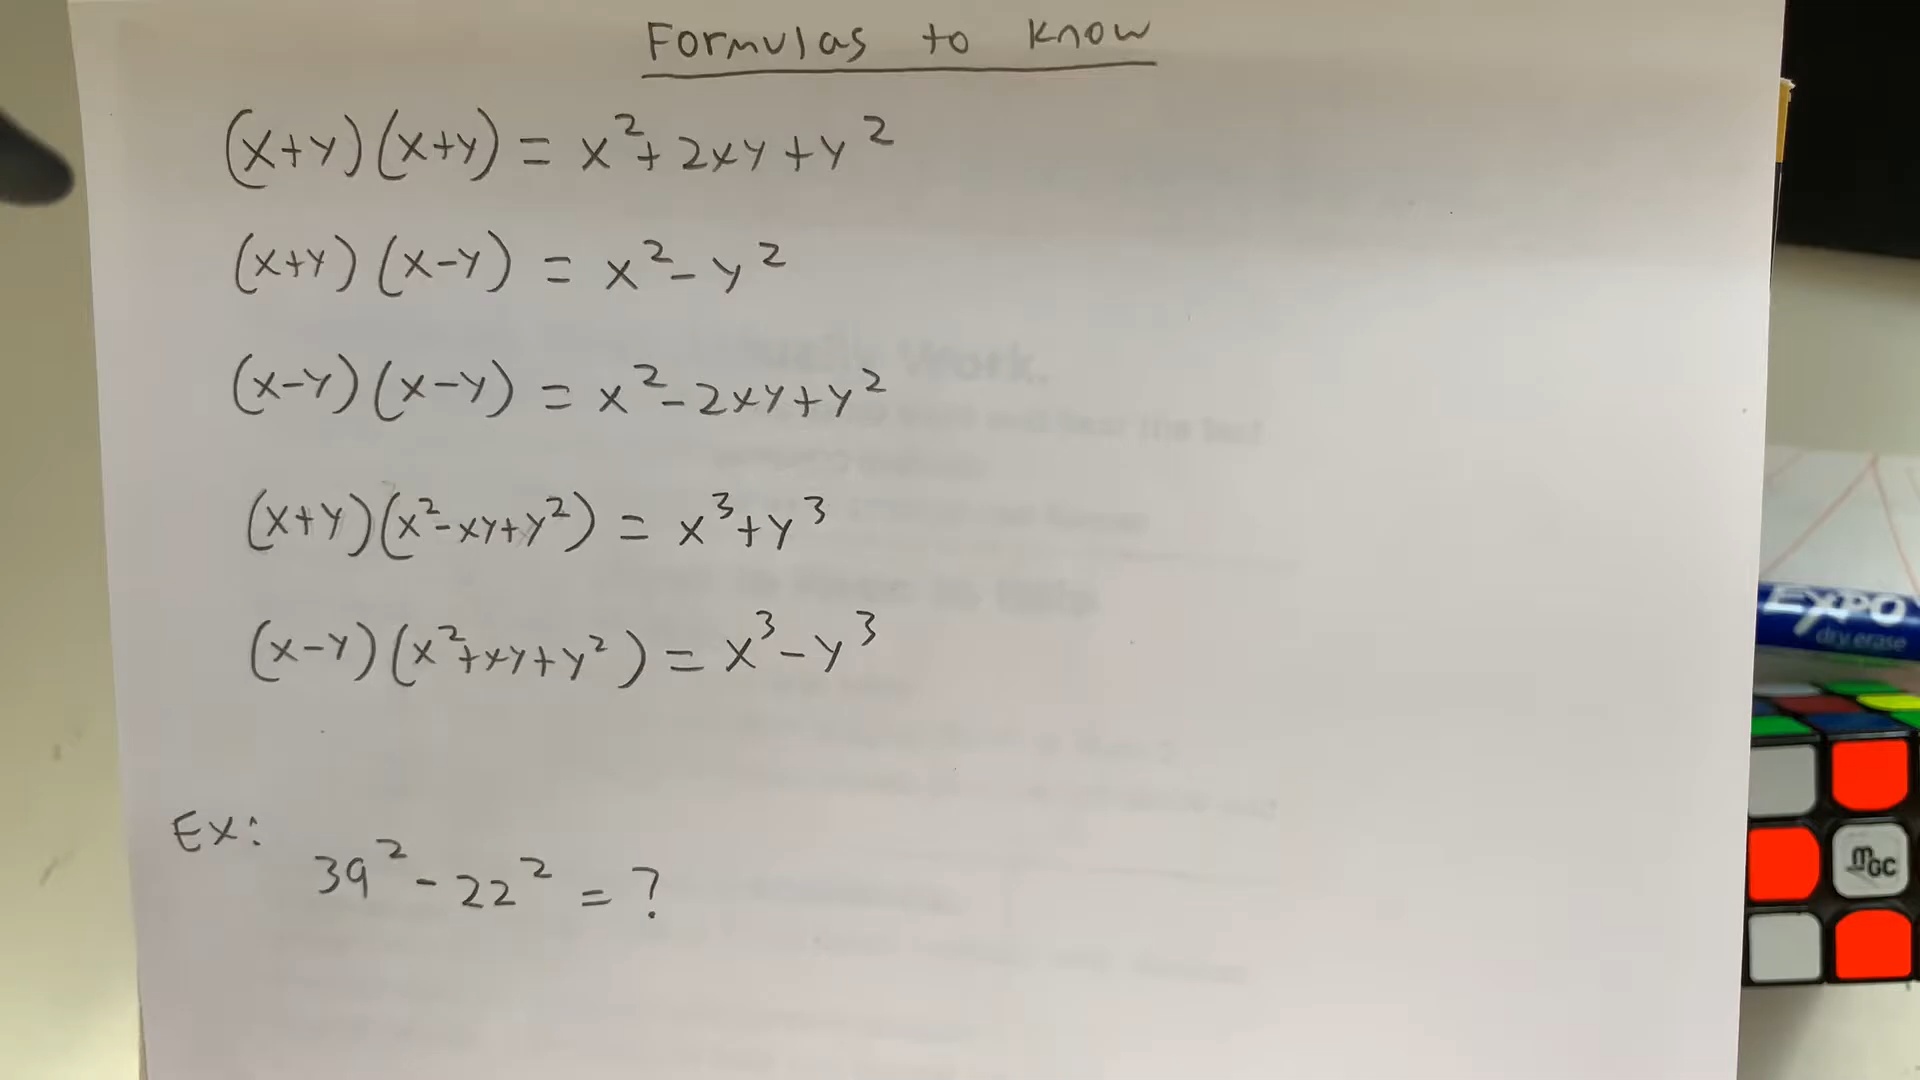 Formulas to know
(x+y)(x+y) = x²+2xy+y²
(x+y)(x-y) = x²-y²
(x-y)(x-y) = x²-2xy+y²
(x+y)(x²-xy+y²) = x³+y³
(x-y)(x²+xy+y²) = x³-y³
Ex:
39²-22² = ?
EXPO
dry erase
MGC